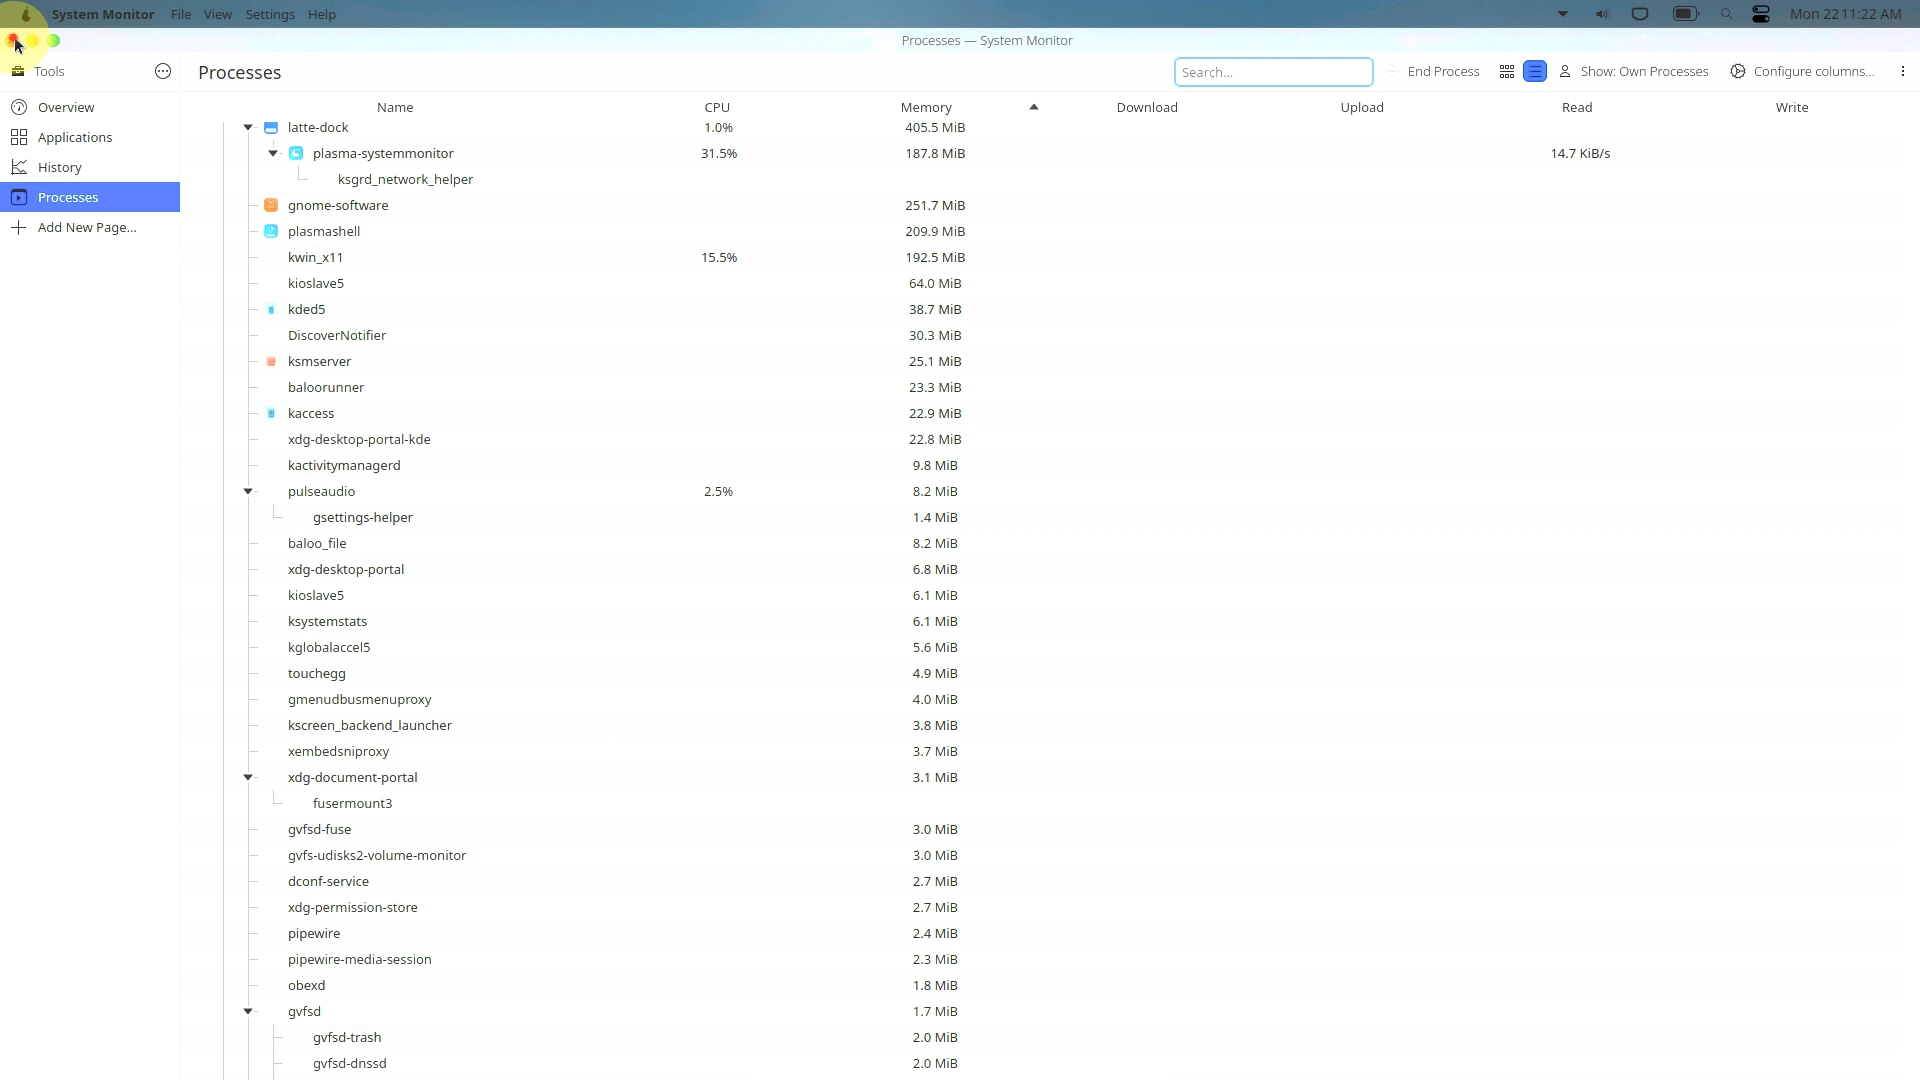 System Monitor File View Settings Help Mon 22 11:22 AM
Processes — System Monitor
Tools Processes Search... End Process Show: Own Processes Configure columns...
Overview
Applications
History
Processes
Add New Page...
Name CPU Memory Download Upload Read Write
latte-dock 1.0% 405.5 MiB
plasma-systemmonitor 31.5% 187.8 MiB 14.7 KiB/s
ksgrd_network_helper
gnome-software 251.7 MiB
plasmashell 209.9 MiB
kwin_x11 15.5% 192.5 MiB
kioslave5 64.0 MiB
kded5 38.7 MiB
DiscoverNotifier 30.3 MiB
ksmserver 25.1 MiB
baloorunner 23.3 MiB
kaccess 22.9 MiB
xdg-desktop-portal-kde 22.8 MiB
kactivitymanagerd 9.8 MiB
pulseaudio 2.5% 8.2 MiB
gsettings-helper 1.4 MiB
baloo_file 8.2 MiB
xdg-desktop-portal 6.8 MiB
kioslave5 6.1 MiB
ksystemstats 6.1 MiB
kglobalaccel5 5.6 MiB
touchegg 4.9 MiB
gmenudbusmenuproxy 4.0 MiB
kscreen_backend_launcher 3.8 MiB
xembedsniproxy 3.7 MiB
xdg-document-portal 3.1 MiB
fusermount3
gvfsd-fuse 3.0 MiB
gvfs-udisks2-volume-monitor 3.0 MiB
dconf-service 2.7 MiB
xdg-permission-store 2.7 MiB
pipewire 2.4 MiB
pipewire-media-session 2.3 MiB
obexd 1.8 MiB
gvfsd 1.7 MiB
gvfsd-trash 2.0 MiB
gvfsd-dnssd 2.0 MiB